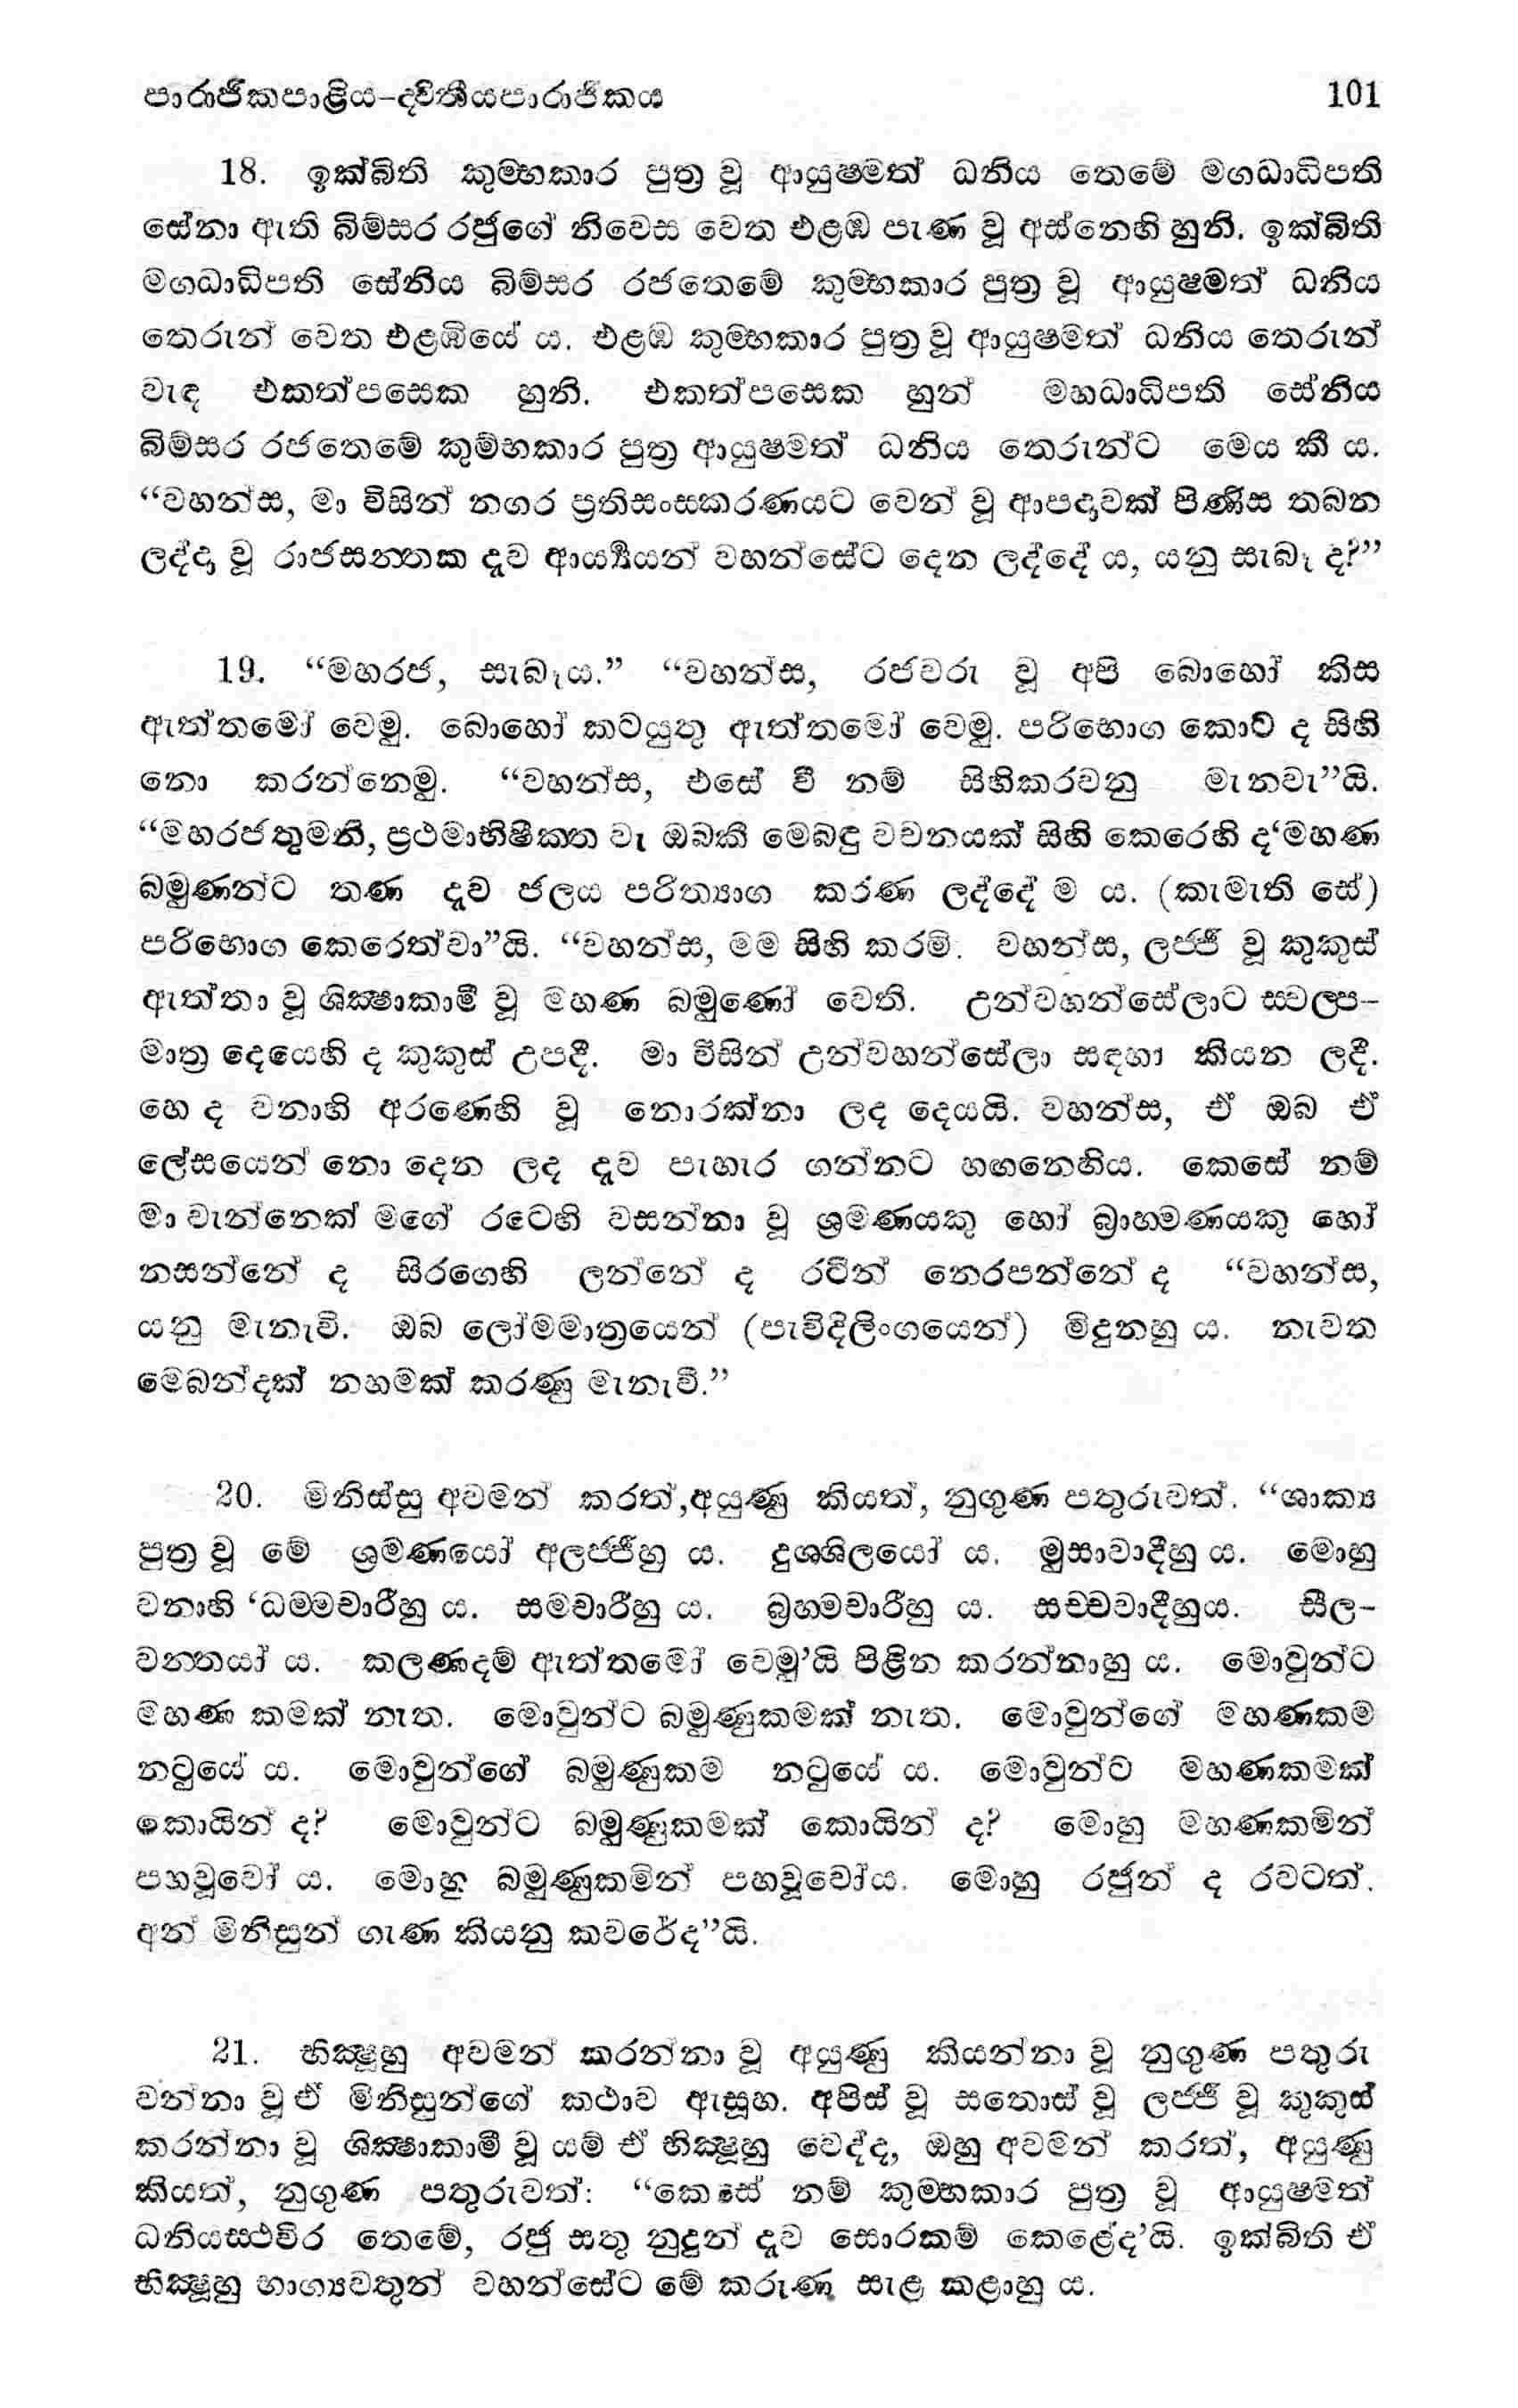 පාරාජිකපාළිය-ද්විතීයපාරාජිකය 101
18. ඉක්බිති කුම්භකාර පුත්‍ර වූ ආයුෂ්මත් ධනිය තෙමේ මගධාධිපති
සේනා ඇති බිම්සර රජුගේ නිවෙස වෙත එළඹ පැණ වූ අස්නෙහි හුනි. ඉක්බිති
මගධාධිපති සේනිය බිම්සර රජතෙමේ කුම්භකාර පුත්‍ර වූ ආයුෂ්මත් ධනිය
තෙරුන් වෙත එළඹියේ ය. එළඹ කුම්භකාර පුත්‍ර වූ ආයුෂ්මත් ධනිය තෙරුන්
වැඳ එකත්පසෙක හුනි. එකත්පසෙක හුන් මහධාධිපති සේනිය
බිම්සර රජතෙමේ කුම්භකාර පුත්‍ර ආයුෂ්මත් ධනිය තෙරුන්ට මෙය කී ය.
“වහන්ස, මා විසින් නගර ප්‍රතිසංස්කරණයට වෙන් වූ ආපදාවක් පිණිස තබන
ලද්දා වූ රාජසන්තක දැව ආර්‍ය්‍යයන් වහන්සේට දෙන ලද්දේ ය, යනු සැබෑ ද?”
19. “මහරජ, සැබෑය.” “වහන්ස, රජවරු වූ අපි බොහෝ කිස
ඇත්තමෝ වෙමු. බොහෝ කටයුතු ඇත්තමෝ වෙමු. පරිභොග කොට ද සිහි
නො කරන්නෙමු. “වහන්ස, එසේ වී නම් සිහිකරවනු මැනවැ”යි.
“මහරජතුමනි, ප්‍රථමාභිෂික්ත වැ ඔබකී මෙබඳු වචනයක් සිහි කෙරෙහි ද‘මහණ
බමුණන්ට තණ දැව ජලය පරිත්‍යාග කරණ ලද්දේ ම ය. (කැමැති සේ)
පරිභොග කෙරෙත්වා”යි. “වහන්ස, මම සිහි කරමි. වහන්ස, ලජ්ජී වූ කුකුස්
ඇත්තා වූ ශික්‍ෂාකාමී වූ මහණ බමුණෝ වෙති. උන්වහන්සේලාට ස්වල්ප-
මාත්‍ර දෙයෙහි ද කුකුස් උපදී. මා විසින් උන්වහන්සේලා සඳහා කියන ලදී.
හෙ ද වනාහි අරණෙහි වූ නොරක්නා ලද දෙයයි. වහන්ස, ඒ ඔබ ඒ
ලේසයෙන් නො දෙන ලද දැව පැහැර ගන්නට හඟනෙහිය. කෙසේ නම්
මා වැන්නෙක් මගේ රටෙහි වසන්නා වූ ශ්‍රමණයකු හෝ බ්‍රාහ්මණයකු හෝ
නසන්නේ ද සිරගෙහි ලන්නේ ද රටින් නෙරපන්නේ ද “වහන්ස,
යනු මැනැවි. ඔබ ලෝමමාත්‍රයෙන් (පැවිදිලිංගයෙන්) මිදුනහු ය. නැවත
මෙබන්දක් නහමක් කරණු මැනැවි.”
20. මිනිස්සු අවමන් කරත්,අයුණු කියත්, නුගුණ පතුරුවත්. “ශාක්‍ය
පුත්‍ර වූ මේ ශ්‍රමණයෝ අලජ්ජීහු ය. දුශ්ශීලයෝ ය. මුසාවාදීහු ය. මොහු
වනාහි ‘ධම්මචාරීහු ය. සමචාරීහු ය. බ්‍රහ්මචාරීහු ය. සච්චවාදීහුය. සීල-
වන්තයෝ ය. කලණදම් ඇත්තමෝ වෙමු’යි පිළින කරන්නාහු ය. මොවුන්ට
මහණ කමක් නැත. මොවුන්ට බමුණුකමක් නැත. මොවුන්ගේ මහණකම
නටුයේ ය. මොවුන්ගේ බමුණුකම නටුයේ ය. මොවුන්ට මහණකමක්
කොයින් ද? මොවුන්ට බමුණුකමක් කොයින් ද? මොහු මහණකමින්
පහවූවෝ ය. මොහු බමුණුකමින් පහවූවෝය. මොහු රජුන් ද රවටත්.
අන් මිනිසුන් ගැණ කියනු කවරේද”යි.
21. භික්‍ෂූහු අවමන් කරන්නා වූ අයුණු කියන්නා වූ නුගුණ පතුරු
වන්නා වූ ඒ මිනිසුන්ගේ කථාව ඇසූහ. අපිස් වූ සතොස් වූ ලජ්ජී වූ කුකුස්
කරන්නා වූ ශික්‍ෂාකාමී වූ යම් ඒ භික්‍ෂූහු වෙද්ද, ඔහු අවමන් කරත්, අයුණු
කියත්, නුගුණ පතුරුවත්: “කෙසේ නම් කුම්භකාර පුත්‍ර වූ ආයුෂ්මත්
ධනියස්ථවිර තෙමේ, රජු සතු නුදුන් දැව සොරකම් කෙළේද’යි. ඉක්බිති ඒ
භික්‍ෂූහු භාග්‍යවතුන් වහන්සේට මේ කරුණ සැළ කළාහු ය.